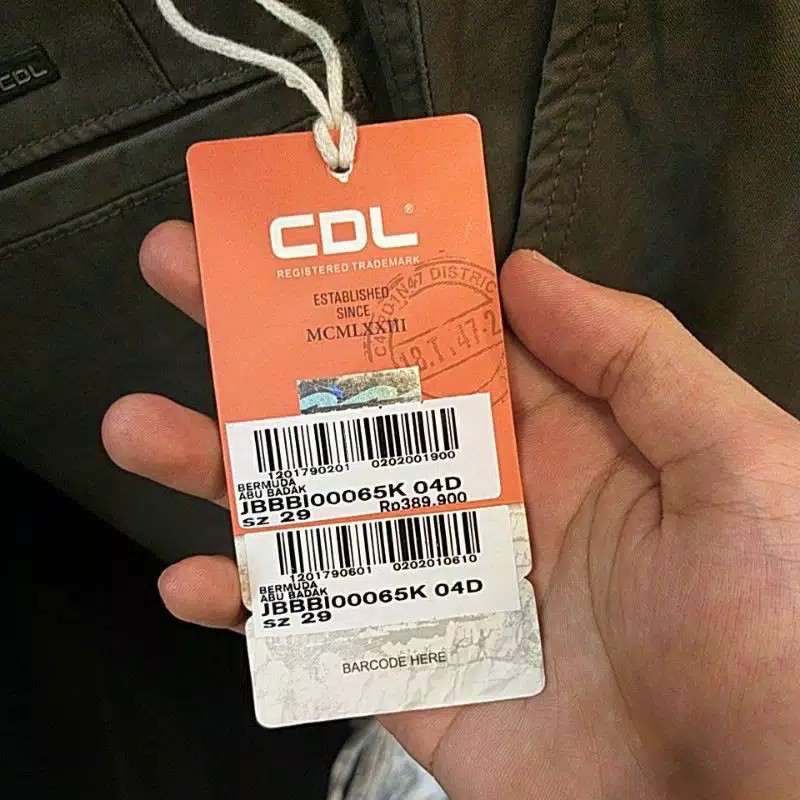 CDL
CDL®
REGISTERED TRADEMARK
ESTABLISHED
SINCE
MCMLXXIII
1201790201 0202001900
BERMUDA
ABU BADAK
JBBBI00065K 04D
sz 29 Rp389.900
1201790601 0202010610
BERMUDA
ABU BADAK
JBBBI00065K 04D
sz 29
BARCODE HERE